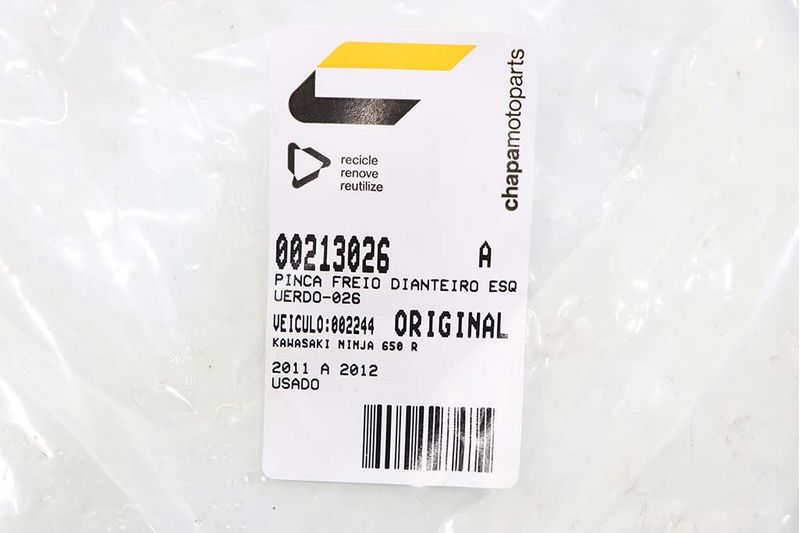 chapamotoparts
recicle
renove
reutilize
00213026 A
PINCA FREIO DIANTEIRO ESQ
UERDO-026
VEICULO:002244 ORIGINAL
KAWASAKI NINJA 650 R
2011 A 2012
USADO